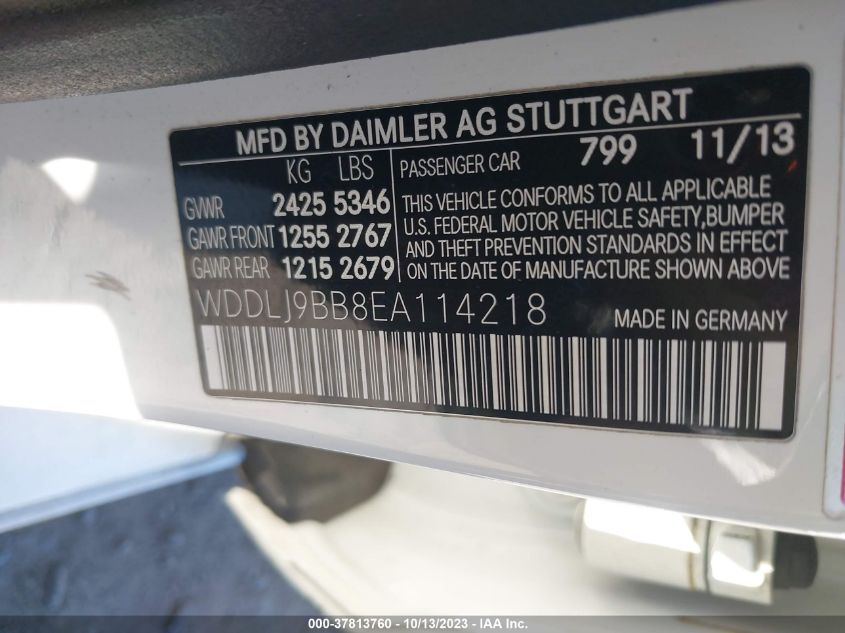 MFD BY DAIMLER AG STUTTGART
KG LBS
GVWR 2425 5346
GAWR FRONT 1255 2767
GAWR REAR 1215 2679
PASSENGER CAR 799 11/13
THIS VEHICLE CONFORMS TO ALL APPLICABLE
U.S. FEDERAL MOTOR VEHICLE SAFETY,BUMPER
AND THEFT PREVENTION STANDARDS IN EFFECT
ON THE DATE OF MANUFACTURE SHOWN ABOVE
WDDLJ9BB8EA114218
MADE IN GERMANY
000-37813760 - 10/13/2023 - IAA Inc.